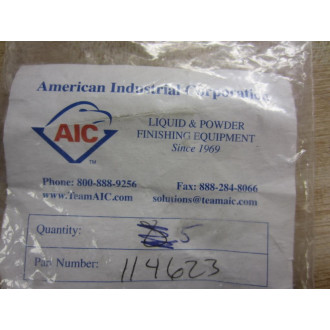 American Industrial Corporation
AIC
TM
LIQUID & POWDER
FINISHING EQUIPMENT
Since 1969
Phone: 800-888-9256 Fax: 888-284-8066
www.TeamAIC.com solutions@teamaic.com
Quantity: 5
Part Number: 114623